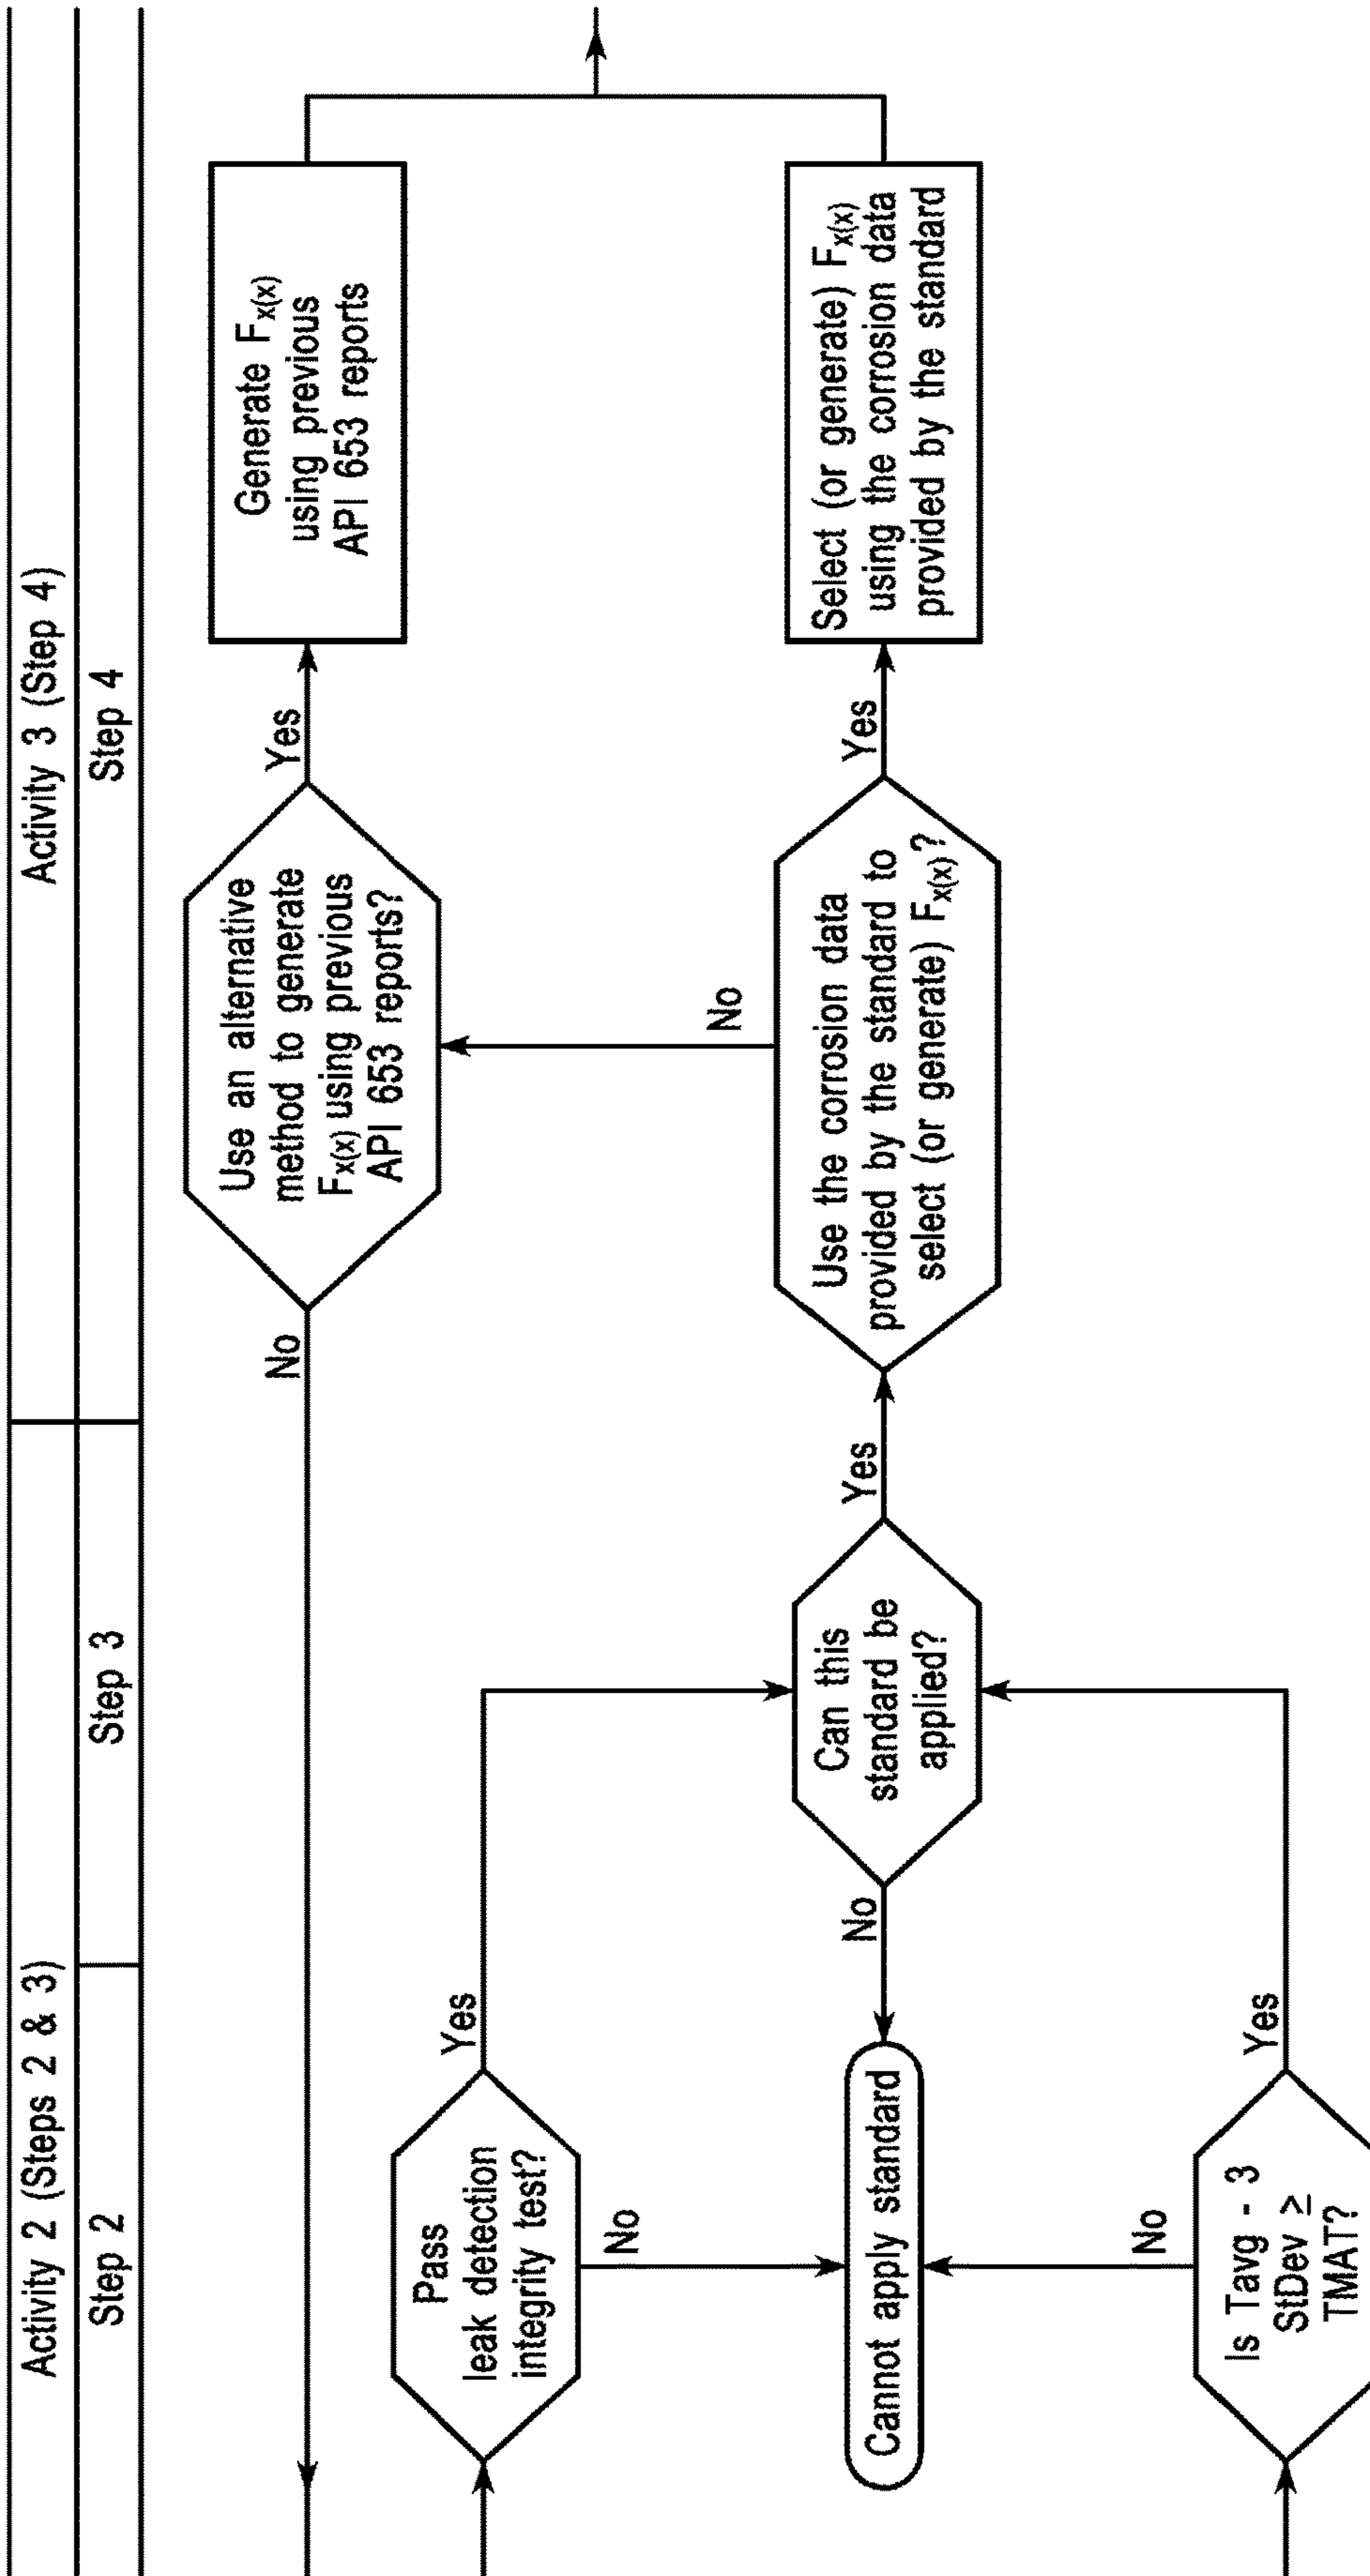 Activity 2 (Steps 2 & 3)
Activity 3 (Step 4)
Step 2
Step 3
Step 4
Pass
leak detection
integrity test?
Yes
No
Cannot apply standard
Is Tavg - 3
StDev ≥
TMAT?
Yes
No
Can this
standard be
applied?
No
Yes
Use an alternative
method to generate
Fx(x) using previous
API 653 reports?
No
Yes
Use the corrosion data
provided by the standard to
select (or generate) Fx(x)?
No
Yes
Generate Fx(x)
using previous
API 653 reports
Select (or generate) Fx(x)
using the corrosion data
provided by the standard